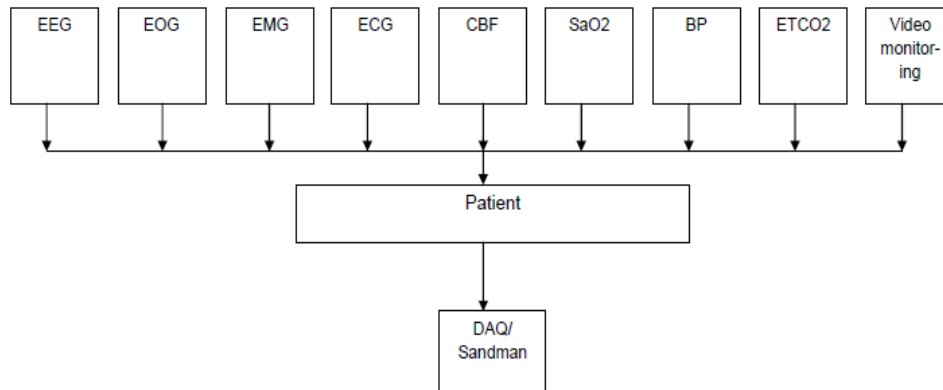 EEG
EOG
EMG
ECG
CBF
SaO2
BP
ETCO2
Video
monitor-
ing
Patient
DAQ/
Sandman